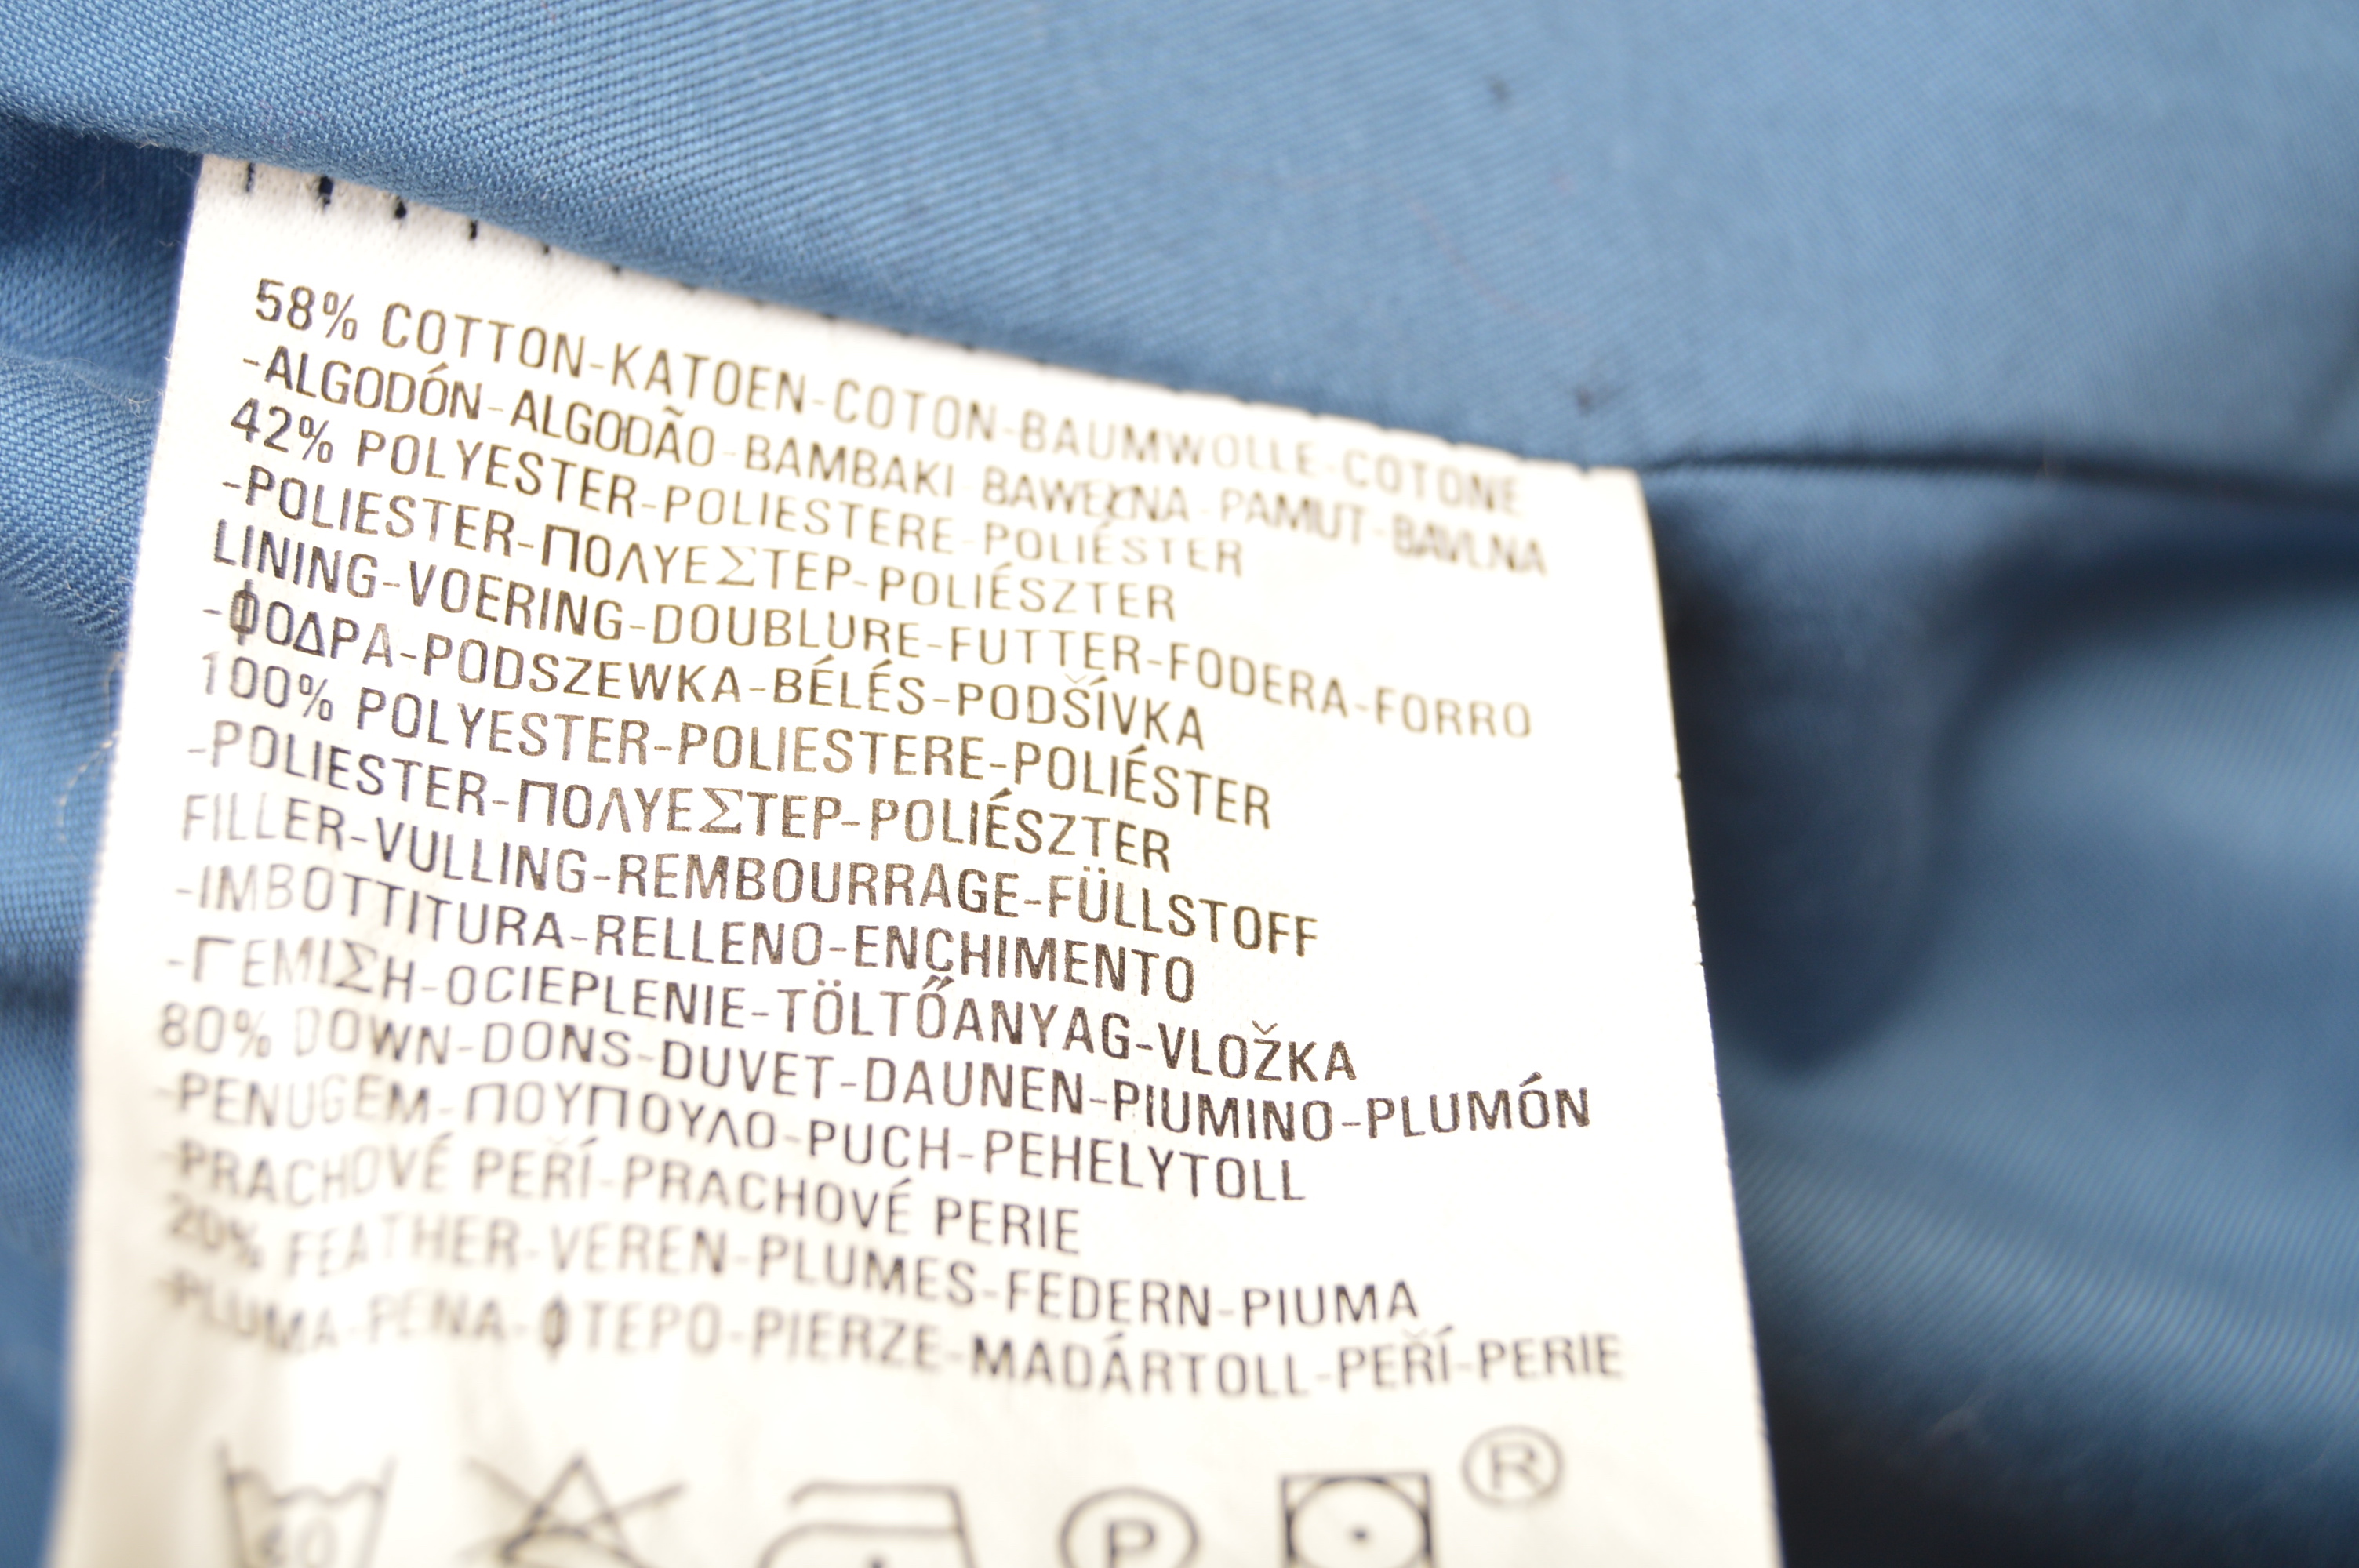 58% COTTON-KATOEN-COTON-BAUMWOLLE-COTONE
-ALGODÓN-ALGODÃO-BAMBAKI BAWEŁNA-PAMUT-BAVLNA
42% POLYESTER-POLIESTERE-POLIÉSTER
-POLIESTER-ΠΟΛΥΕΣΤΕΡ-POLIÉSZTER
LINING-VOERING-DOUBLURE-FUTTER-FODERA-FORRO
-ΦΟΔΡΑ-PODSZEWKA-BÉLÉS-PODŠÍVKA
100% POLYESTER-POLIESTERE-POLIÉSTER
-POLIESTER-ΠΟΛΥΕΣΤΕΡ-POLIÉSZTER
FILLER-VULLING-REMBOURRAGE-FÜLLSTOFF
-IMBOTTITURA-RELLENO-ENCHIMENTO
-ΓΕΜΙΣΗ-OCIEPLENIE-TÖLTŐANYAG-VLOŽKA
80% DOWN-DONS-DUVET-DAUNEN-PIUMINO-PLUMÓN
-PENUGEM-ΠΟΥΠΟΥΛΟ-PUCH-PEHELYTOLL
-PRACHOVÉ PEŘÍ-PRACHOVÉ PERIE
20% FEATHER-VEREN-PLUMES-FEDERN-PIUMA
-PLUMA-PENA-ΦΤΕΡΟ-PIERZE-MADÁRTOLL-PEŘÍ-PERIE
40 P ®